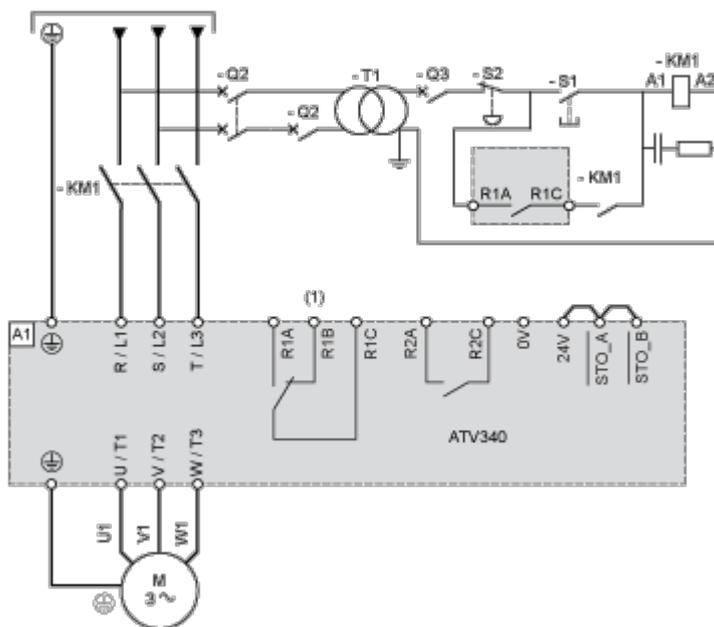 - Q2
- T1
- Q3
- S2
- S1
- KM1
A1
A2
- Q2
- KM1
R1A
R1C
- KM1
(1)
A1
R / L1
S / L2
T / L3
R1A
R1B
R1C
R2A
R2C
0V
24V
STO_A
STO_B
ATV340
U / T1
V / T2
W / T3
U1
V1
W1
M
3 ~